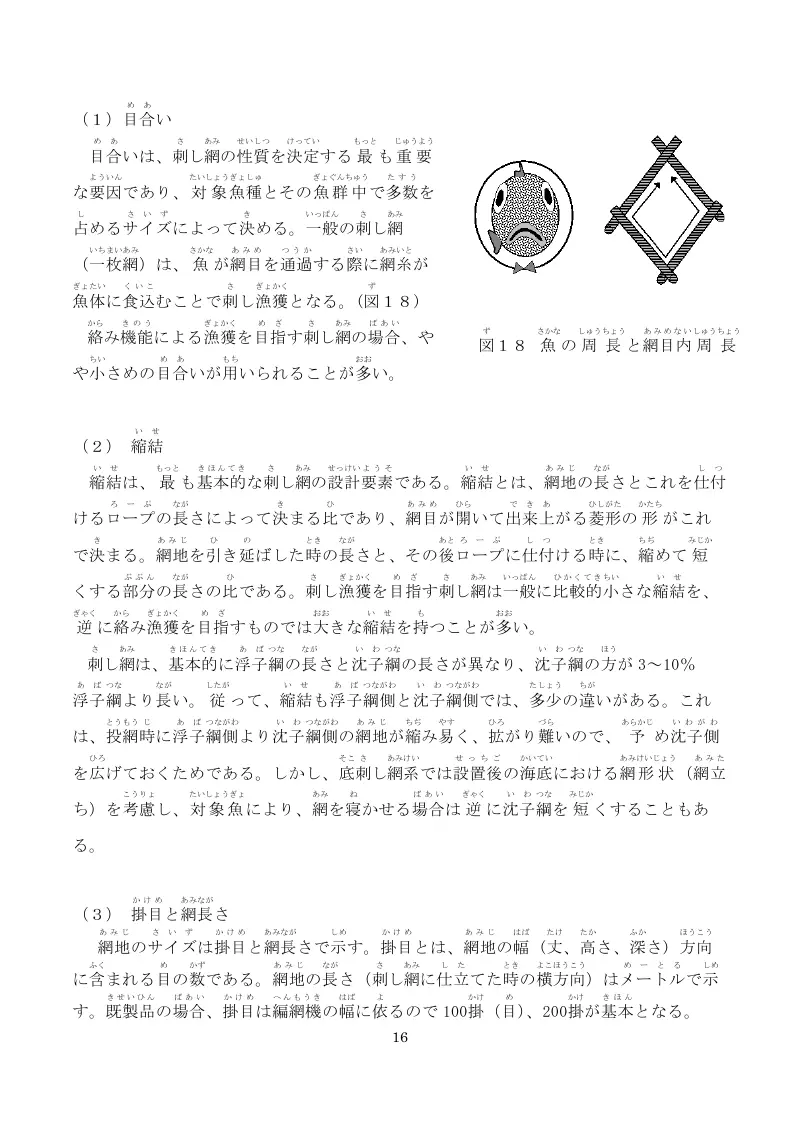 （１）目合い
目合いは、刺し網の性質を決定する最も重要
な要因であり、対象魚種とその魚群中で多数を
占めるサイズによって決める。一般の刺し網
（一枚網）は、魚が網目を通過する際に網糸が
魚体に食込むことで刺し漁獲となる。（図１８）
絡み機能による漁獲を目指す刺し網の場合、や
や小さめの目合いが用いられることが多い。
図１８　魚の周長と網目内周長
（２）　縮結
縮結は、最も基本的な刺し網の設計要素である。縮結とは、網地の長さとこれを仕付
けるロープの長さによって決まる比であり、網目が開いて出来上がる菱形の形がこれ
で決まる。網地を引き延ばした時の長さと、その後ロープに仕付ける時に、縮めて短
くする部分の長さの比である。刺し漁獲を目指す刺し網は一般に比較的小さな縮結を、
逆に絡み漁獲を目指すものでは大きな縮結を持つことが多い。
刺し網は、基本的に浮子綱の長さと沈子綱の長さが異なり、沈子綱の方が 3～10％
浮子綱より長い。従って、縮結も浮子綱側と沈子綱側では、多少の違いがある。これ
は、投網時に浮子綱側より沈子綱側の網地が縮み易く、拡がり難いので、予め沈子側
を広げておくためである。しかし、底刺し網系では設置後の海底における網形状（網立
ち）を考慮し、対象魚により、網を寝かせる場合は逆に沈子綱を短くすることもあ
る。
（３）　掛目と網長さ
網地のサイズは掛目と網長さで示す。掛目とは、網地の幅（丈、高さ、深さ）方向
に含まれる目の数である。網地の長さ（刺し網に仕立てた時の横方向）はメートルで示
す。既製品の場合、掛目は編網機の幅に依るので 100掛（目）、200掛が基本となる。
16